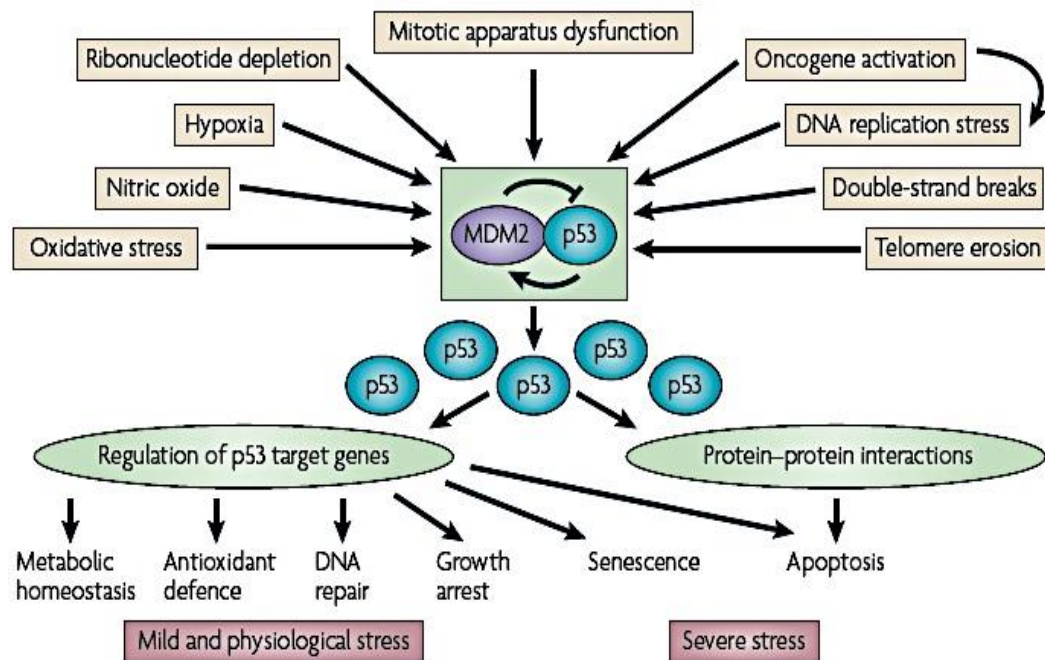 Mitotic apparatus dysfunction
Ribonucleotide depletion
Oncogene activation
Hypoxia
DNA replication stress
Nitric oxide
Double-strand breaks
MDM2
p53
Oxidative stress
Telomere erosion
p53
p53
p53
p53
p53
Regulation of p53 target genes
Protein–protein interactions
Metabolic
homeostasis
Antioxidant
defence
DNA
repair
Growth
arrest
Senescence
Apoptosis
Mild and physiological stress
Severe stress